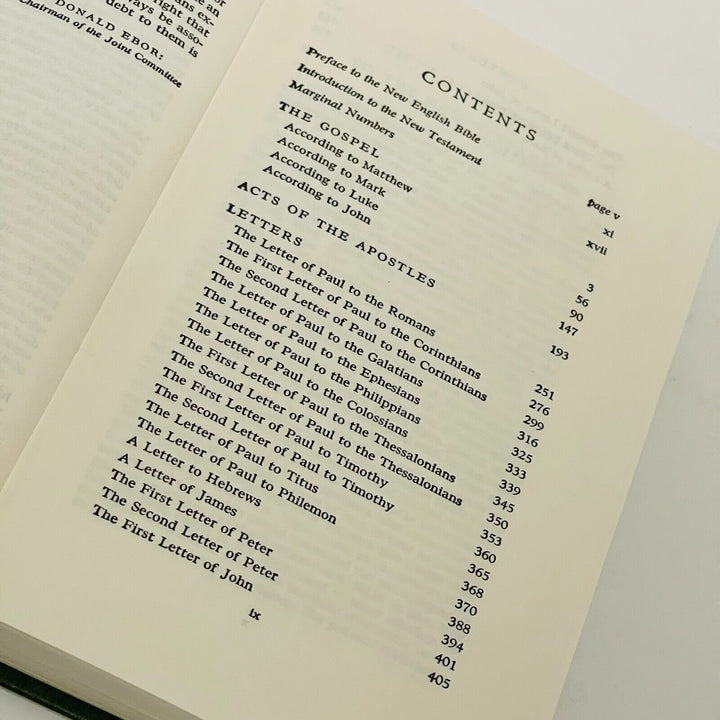 right that
be asso-
debt to them is
DONALD EBOR:
Chairman of the Joint Committee
CONTENTS
Preface to the New English Bible page v
Introduction to the New Testament xi
Marginal Numbers xvii
THE GOSPEL
According to Matthew 3
According to Mark 56
According to Luke 90
According to John 147
ACTS OF THE APOSTLES 193
LETTERS
The Letter of Paul to the Romans 251
The First Letter of Paul to the Corinthians 276
The Second Letter of Paul to the Corinthians 299
The Letter of Paul to the Galatians 316
The Letter of Paul to the Ephesians 325
The Letter of Paul to the Philippians 333
The Letter of Paul to the Colossians 339
The First Letter of Paul to the Thessalonians 345
The Second Letter of Paul to the Thessalonians 350
The First Letter of Paul to Timothy 353
The Second Letter of Paul to Timothy 360
The Letter of Paul to Titus 365
The Letter of Paul to Philemon 368
A Letter to Hebrews 370
A Letter of James 388
The First Letter of Peter 394
The Second Letter of Peter 401
The First Letter of John 405
ix